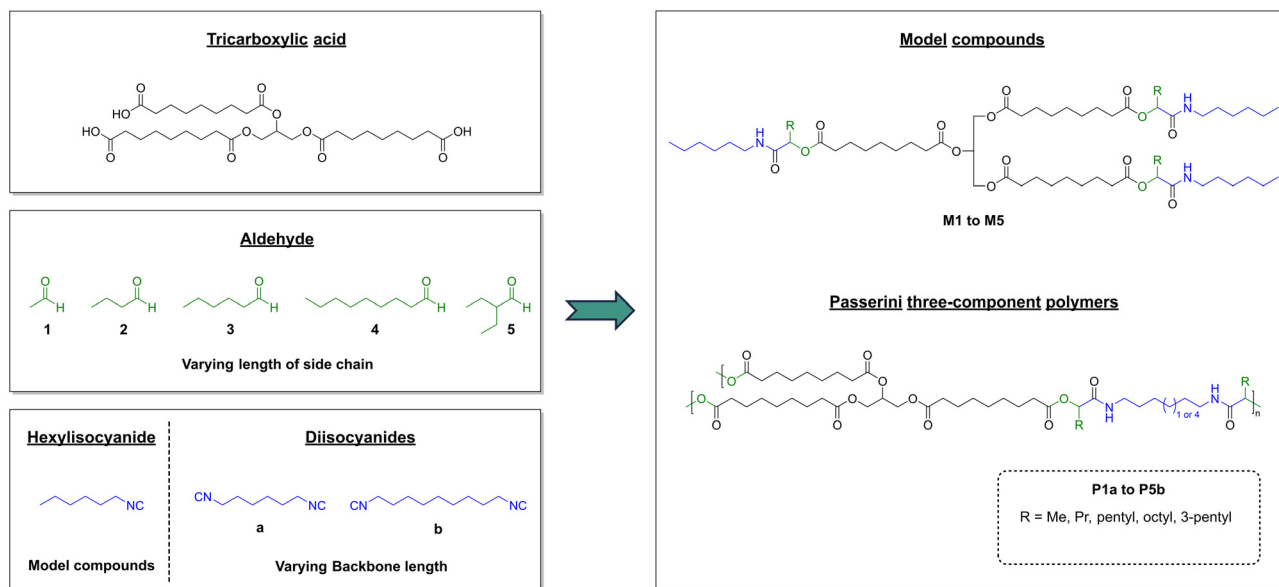 Tricarboxylic acid
O O
HO O
HO O O OH
O O O O
Aldehyde
O O O O O
H H H H H
1 2 3 4 5
Varying length of side chain
Hexylisocyanide
NC
Model compounds
Diisocyanides
CN NC CN NC
a b
Varying Backbone length
Model compounds
O O R H
O O N
O
R O O
H N O O
O
O O R H
O O N
O
M1 to M5
Passerini three-component polymers
O O
O O O O H R
O O O O N n
O O O R N H 1 or 4 O
P1a to P5b
R = Me, Pr, pentyl, octyl, 3-pentyl